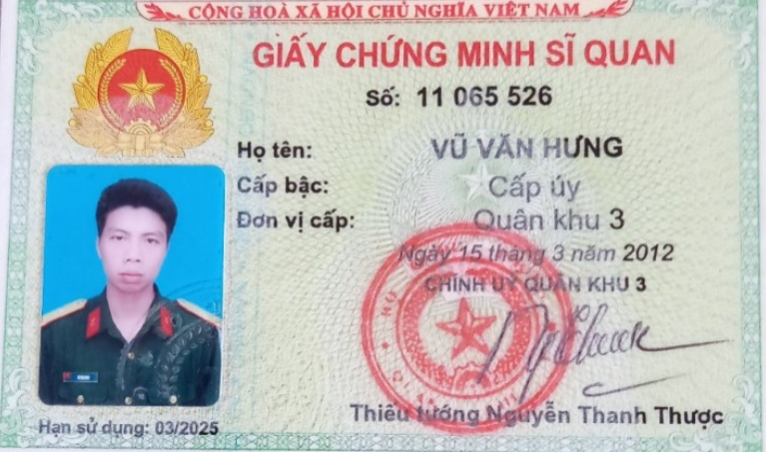 CỘNG HOÀ XÃ HỘI CHỦ NGHĨA VIỆT NAM
GIẤY CHỨNG MINH SĨ QUAN
Số: 11 065 526
Họ tên: VŨ VĂN HƯNG
Cấp bậc: Cấp úy
Đơn vị cấp: Quân khu 3
Ngày 15 tháng 3 năm 2012
CHÍNH UỶ QUÂN KHU 3
Thiếu tướng Nguyễn Thanh Thược
Hạn sử dụng: 03/2025